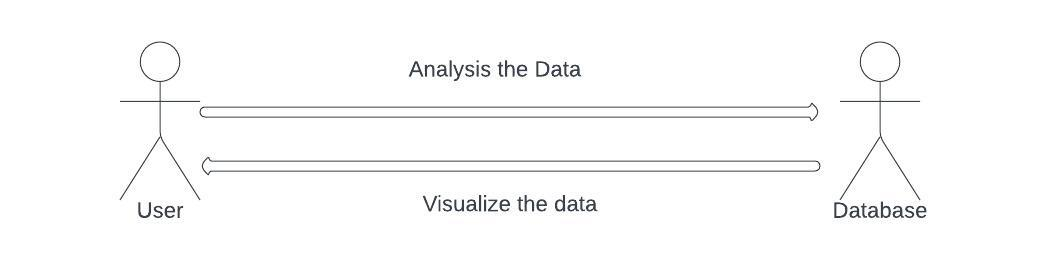 Analysis the Data
Visualize the data
User
Database